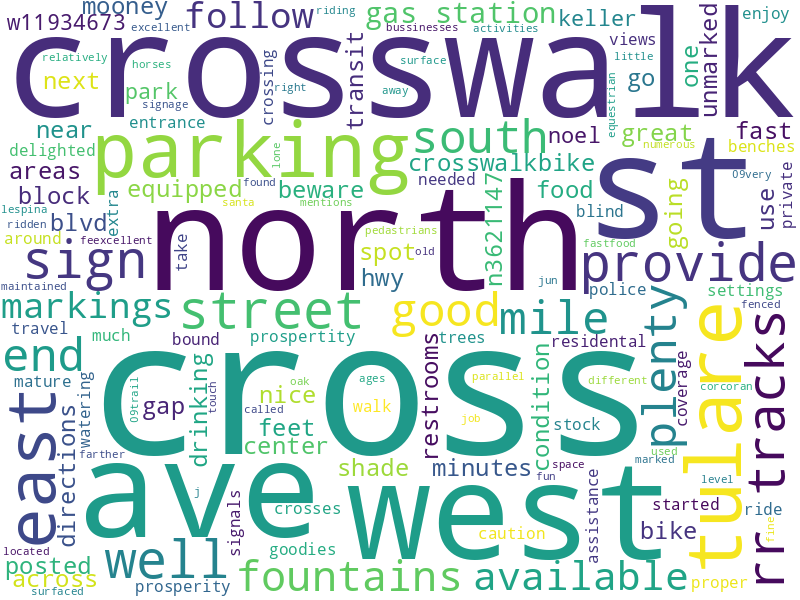 mooney
follow
riding
excellent
gas station
bussinesses
activities
keller
enjoy
w11934673
crosswalk
relatively
horses
signage
right
surface
away
views
little
one
unmarked
next
park
crossing
transit
equestrian
go
near
entrance
parking
south
noel
great
numerous
fast
delighted
lone
crosswalkbike
benches
areas
equipped
found
beware
needed
food
st
09very
private
block
extra
santa
mentions
n3621147
blind
going
use
lespina
ridden
blvd
north
pedastrians
around
feexcellent
take
spot
old
fastfood
sign
hwy
jun
provide
maintained
police
settings
fenced
markings
street
good
mile
plenty
tulare
rr tracks
travel
much
bound
prospertity
trees
residental
end
cross
restrooms
condition
coverage
mature
watering
09trail
gap
drinking
touch
nice
oak
ages
parallel
different
corcoran
called
walk
job
east
directions
feet
stock
used
farther
center
ave
west
shade
minutes
space
fun
marked
level
j
signals
crosses
assistance
started
ride
located
well
goodies
caution
bike
fine
posted
across
surfaced
prosperity
fountains
available
proper